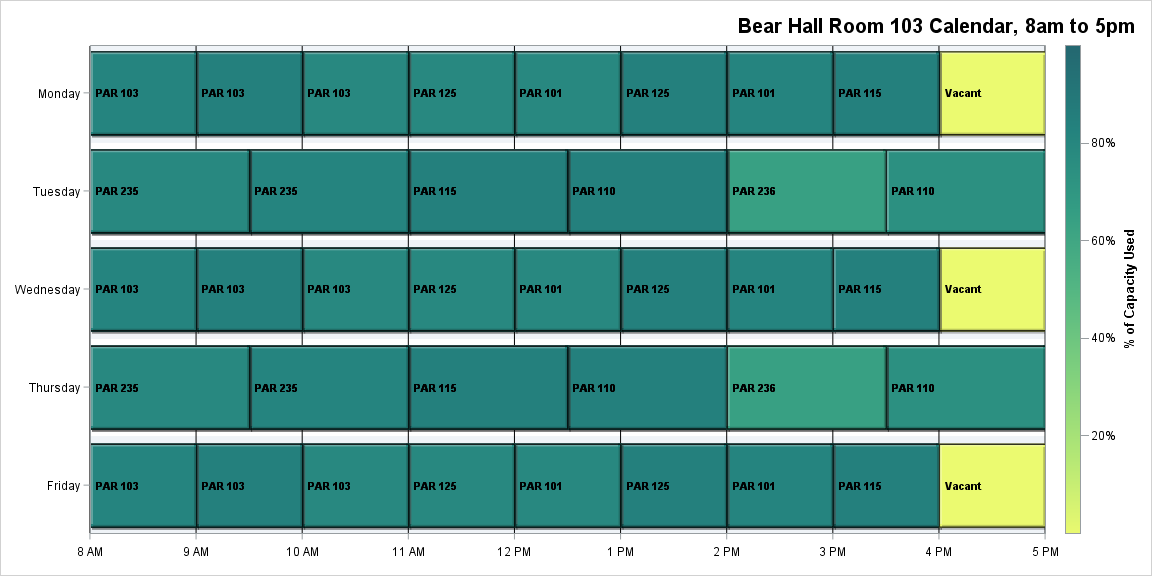 Bear Hall Room 103 Calendar, 8am to 5pm
Monday PAR 103 PAR 103 PAR 103 PAR 125 PAR 101 PAR 125 PAR 101 PAR 115 Vacant
Tuesday PAR 235 PAR 235 PAR 115 PAR 110 PAR 236 PAR 110
Wednesday PAR 103 PAR 103 PAR 103 PAR 125 PAR 101 PAR 125 PAR 101 PAR 115 Vacant
Thursday PAR 235 PAR 235 PAR 115 PAR 110 PAR 236 PAR 110
Friday PAR 103 PAR 103 PAR 103 PAR 125 PAR 101 PAR 125 PAR 101 PAR 115 Vacant
8 AM 9 AM 10 AM 11 AM 12 PM 1 PM 2 PM 3 PM 4 PM 5 PM
80%
60%
40%
20%
% of Capacity Used